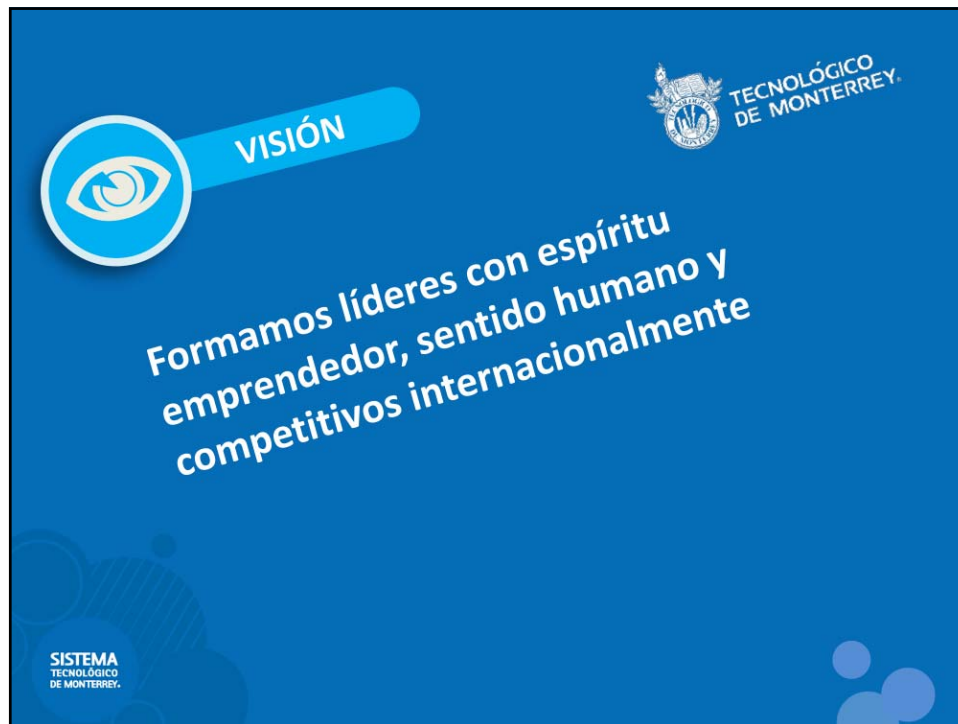 TECNOLÓGICO
DE MONTERREY®
VISIÓN
Formamos líderes con espíritu
emprendedor, sentido humano y
competitivos internacionalmente
SISTEMA
TECNOLÓGICO
DE MONTERREY®